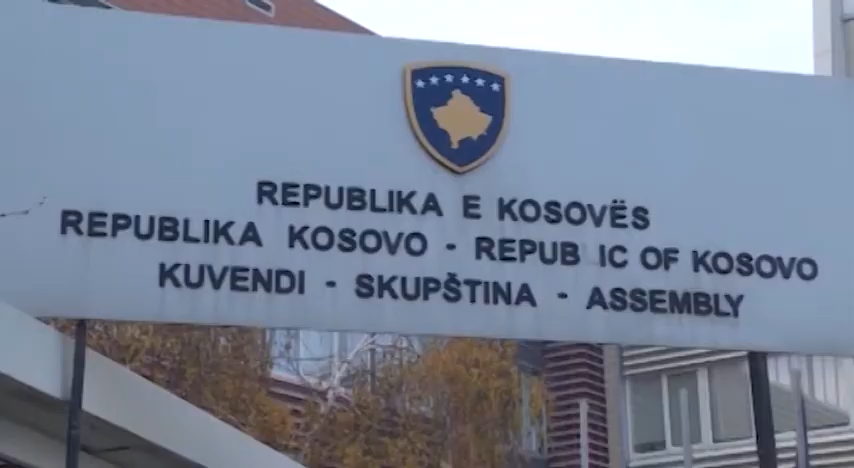 REPUBLIKA E KOSOVËS
REPUBLIKA KOSOVO - REPUB IC OF KOSOVO
KUVENDI - SKUPŠTINA - ASSEMBLY